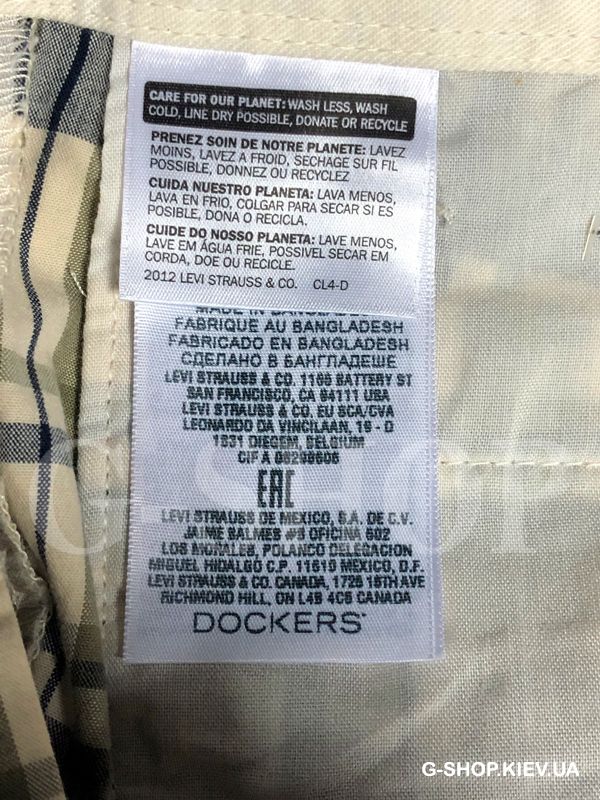 CARE FOR OUR PLANET: WASH LESS, WASH
COLD, LINE DRY POSSIBLE, DONATE OR RECYCLE
PRENEZ SOIN DE NOTRE PLANETE: LAVEZ
MOINS, LAVEZ A FROID, SECHAGE SUR FIL
POSSIBLE, DONNEZ OU RECYCLEZ
CUIDA NUESTRO PLANETA: LAVA MENOS,
LAVA EN FRIO, COLGAR PARA SECAR SI ES
POSIBLE, DONA O RECICLA.
CUIDE DO NOSSO PLANETA: LAVE MENOS,
LAVE EM ÁGUA FRIE, POSSIVEL SECAR EM
CORDA, DOE OU RECICLE.
2012 LEVI STRAUSS & CO. CL4-D
MADE IN BANGLADESH
FABRIQUE AU BANGLADESH
FABRICADO EN BANGLADESH
СДЕЛАНО В БАНГЛАДЕШЕ
LEVI STRAUSS & CO. 1155 BATTERY ST
SAN FRANCISCO, CA 94111 USA
LEVI STRAUSS & CO. EU SCA/CVA
LEONARDO DA VINCILAAN, 19 - D
1831 DIEGEM, BELGIUM
CIF A
EAC
LEVI STRAUSS DE MEXICO, S.A. DE C.V.
JAIME BALMES #8 OFICINA 602
LOS MORALES, POLANCO DELEGACION
MIGUEL HIDALGO C.P. 11510 MEXICO, D.F.
LEVI STRAUSS & CO. CANADA, 1725 16TH AVE
RICHMOND HILL, ON L4B 4C6 CANADA
DOCKERS™
G-SHOP
G-SHOP.KIEV.UA